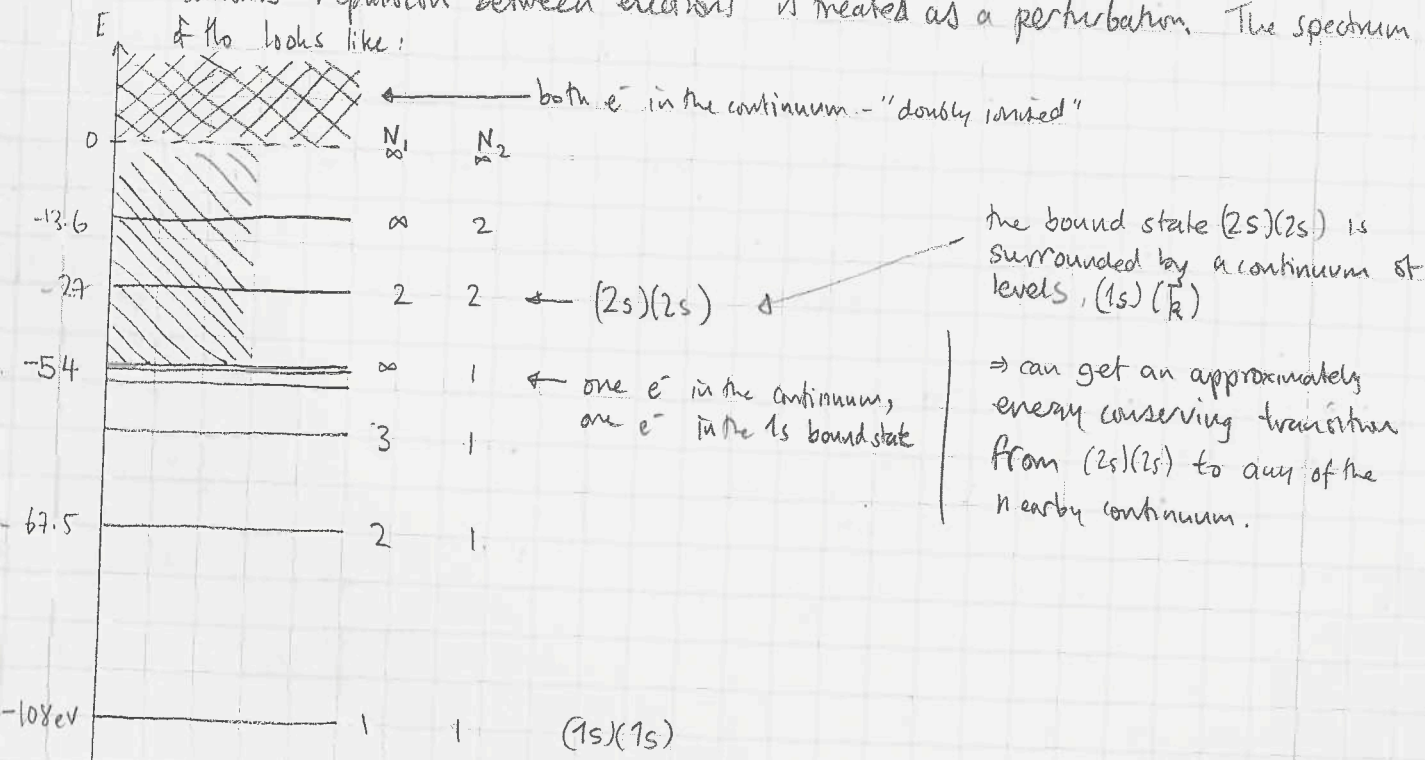 repulsion between electrons is treated as a perturbation. The spectrum
E
of H0 looks like:
both e⁻ in the continuum - "doubly ionised"
0 N₁ N₂
∞ ∞
-13.6 ∞ 2
-27 2 2 ← (2s)(2s)
the bound state (2s)(2s) is
surrounded by a continuum of
levels, (1s)(k̄)
-54 ∞ 1 ← one e⁻ in the continuum,
one e⁻ in the 1s bound state
3 1
⇒ can get an approximately
energy conserving transition
from (2s)(2s) to any of the
nearby continuum.
- 67.5 2 1
-108eV 1 1 (1s)(1s)